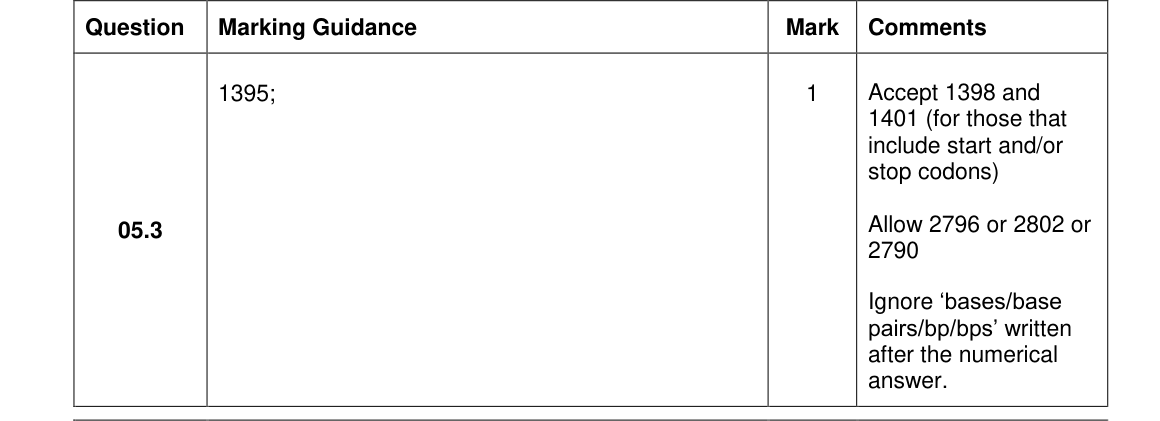 Question Marking Guidance Mark Comments
1395; 1 Accept 1398 and
1401 (for those that
include start and/or
stop codons)
05.3
Allow 2796 or 2802 or
2790
Ignore ‘bases/base
pairs/bp/bps’ written
after the numerical
answer.